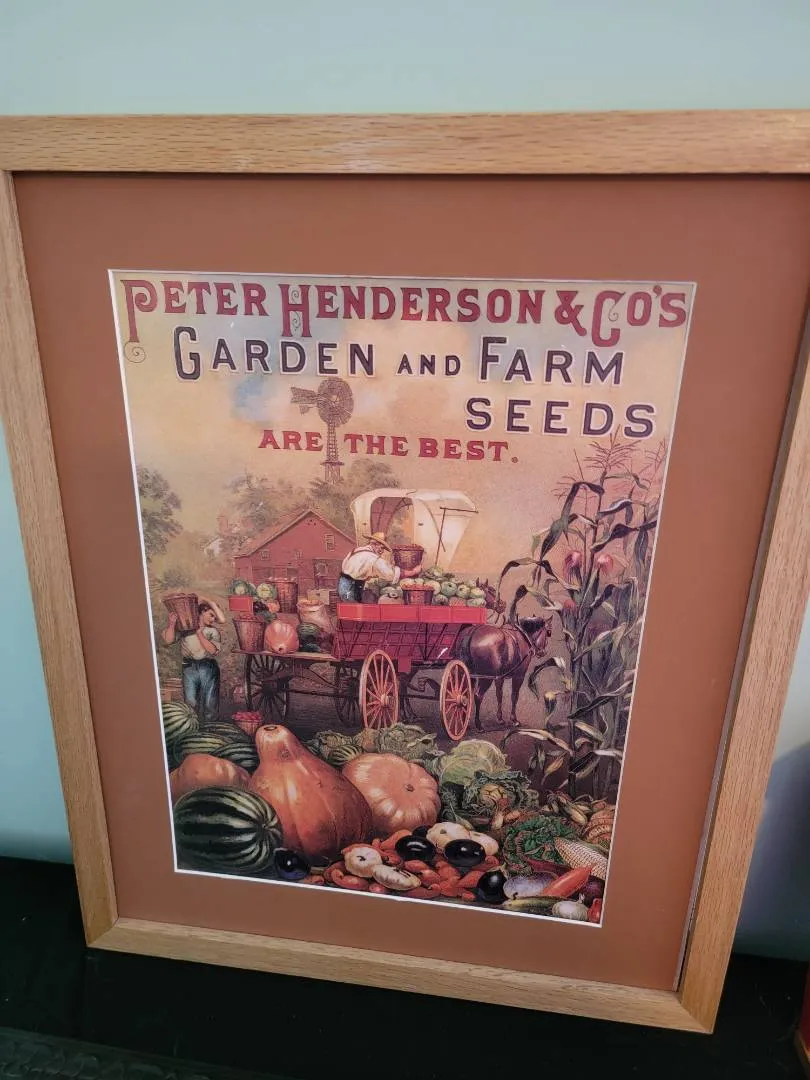 PETER HENDERSON & CO'S
GARDEN AND FARM
SEEDS
ARE THE BEST.